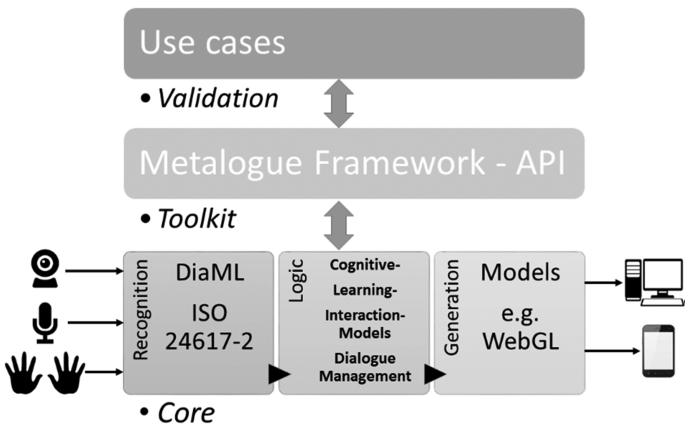 Use cases
• Validation
Metalogue Framework - API
• Toolkit
Recognition
DiaML
ISO
24617-2
Logic
Cognitive-
Learning-
Interaction-
Models
Dialogue
Management
Generation
Models
e.g.
WebGL
• Core